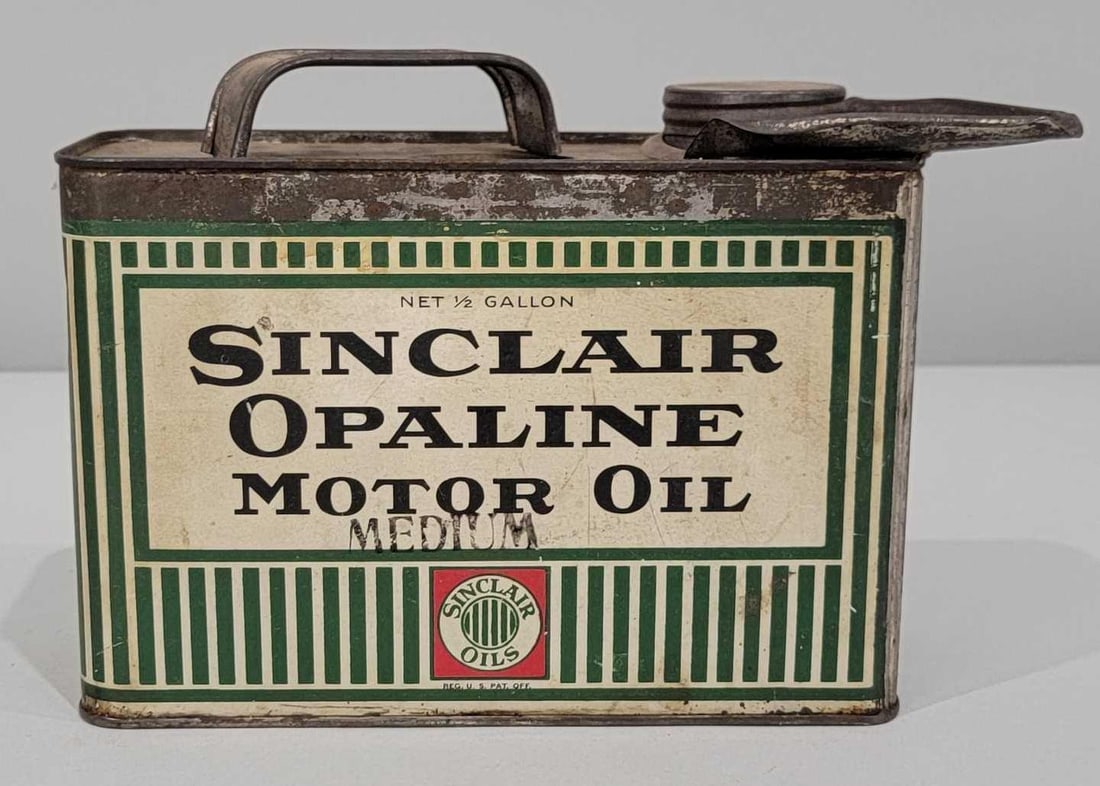 NET ½ GALLON
SINCLAIR
OPALINE
MOTOR OIL
MEDIUM
SINCLAIR
OILS
REG. U. S. PAT. OFF.